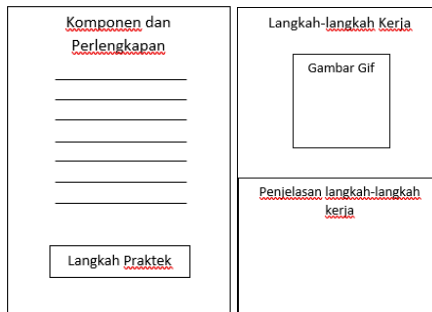 Komponen dan
Perlengkapan
Langkah Praktek
Langkah-langkah Kerja
Gambar Gif
Penjelasan langkah-langkah
kerja